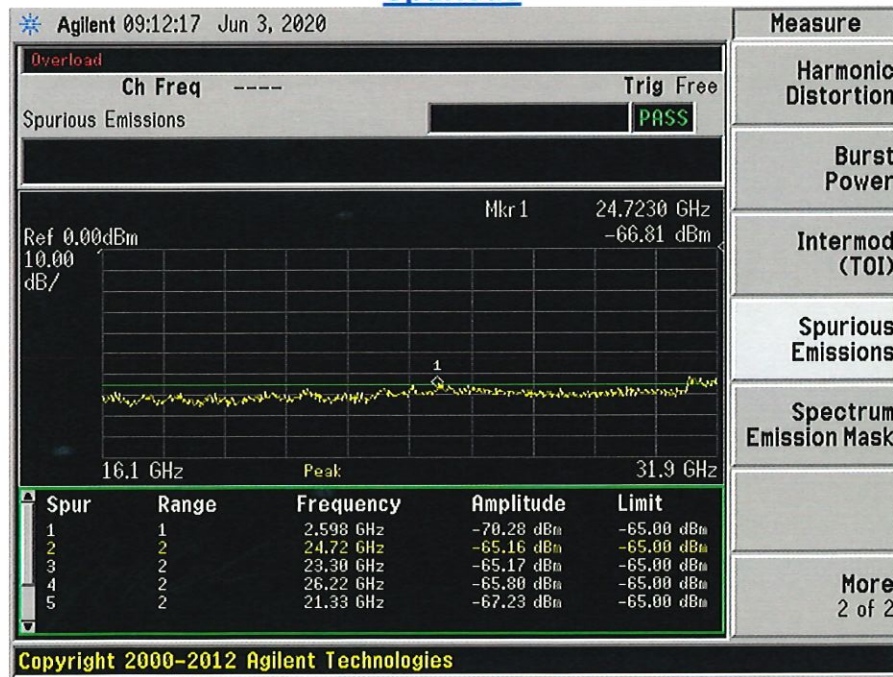 Agilent 09:12:17 Jun 3, 2020
Measure
Overload
Ch Freq ----
Trig Free
Spurious Emissions
PASS
Mkr1 24.7230 GHz
-66.81 dBm
Ref 0.00dBm
10.00
dB/
1
16.1 GHz
Peak
31.9 GHz
Spur Range Frequency Amplitude Limit
1 1 2.598 GHz -70.28 dBm -65.00 dBm
2 2 24.72 GHz -65.16 dBm -65.00 dBm
3 2 23.30 GHz -65.17 dBm -65.00 dBm
4 2 26.22 GHz -65.80 dBm -65.00 dBm
5 2 21.33 GHz -67.23 dBm -65.00 dBm
Harmonic
Distortion
Burst
Power
Intermod
(TOI)
Spurious
Emissions
Spectrum
Emission Mask
More
2 of 2
Copyright 2000-2012 Agilent Technologies